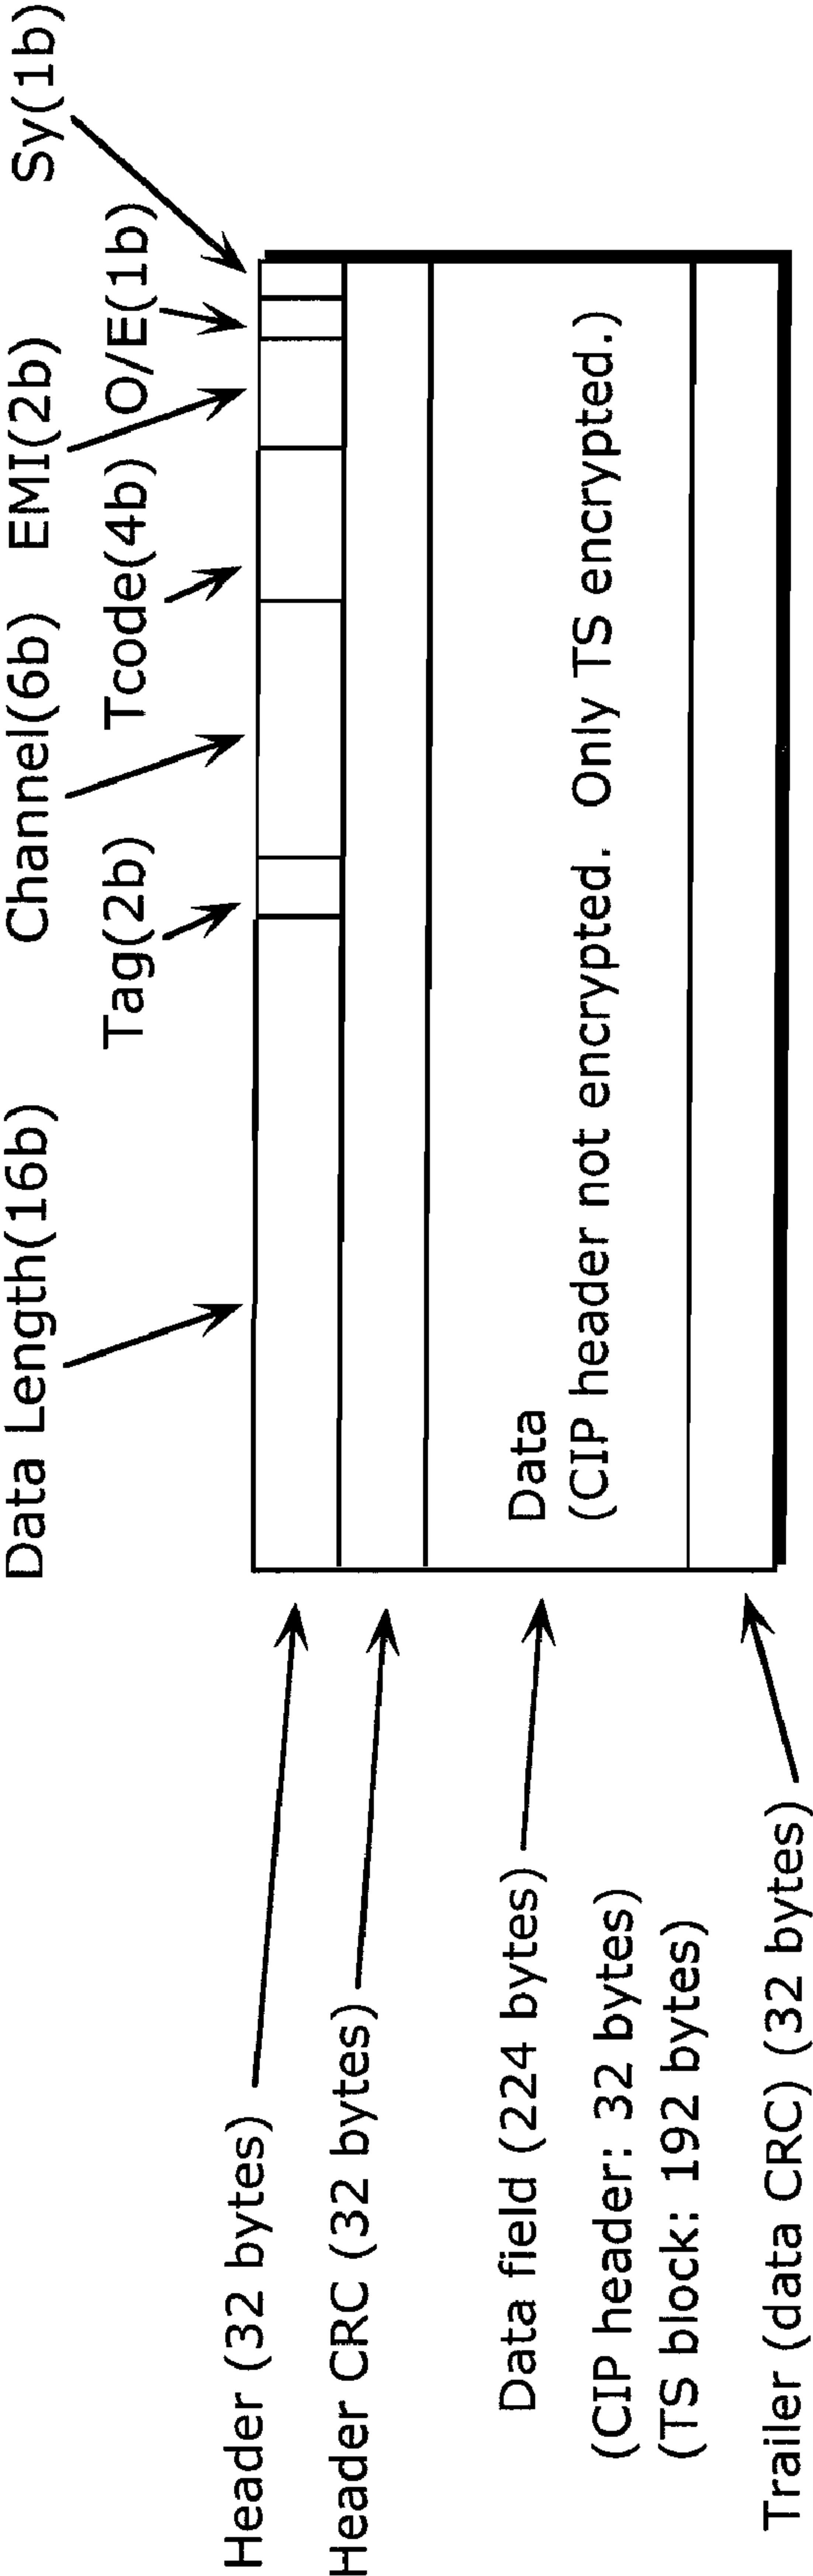 Data Length(16b)
Channel(6b)
EMI(2b)
Sy(1b)
Tag(2b)
Tcode(4b)
O/E(1b)
Header (32 bytes)
Header CRC (32 bytes)
Data field (224 bytes)
(CIP header: 32 bytes)
(TS block: 192 bytes)
Trailer (data CRC) (32 bytes)
Data
(CIP header not encrypted. Only TS encrypted.)